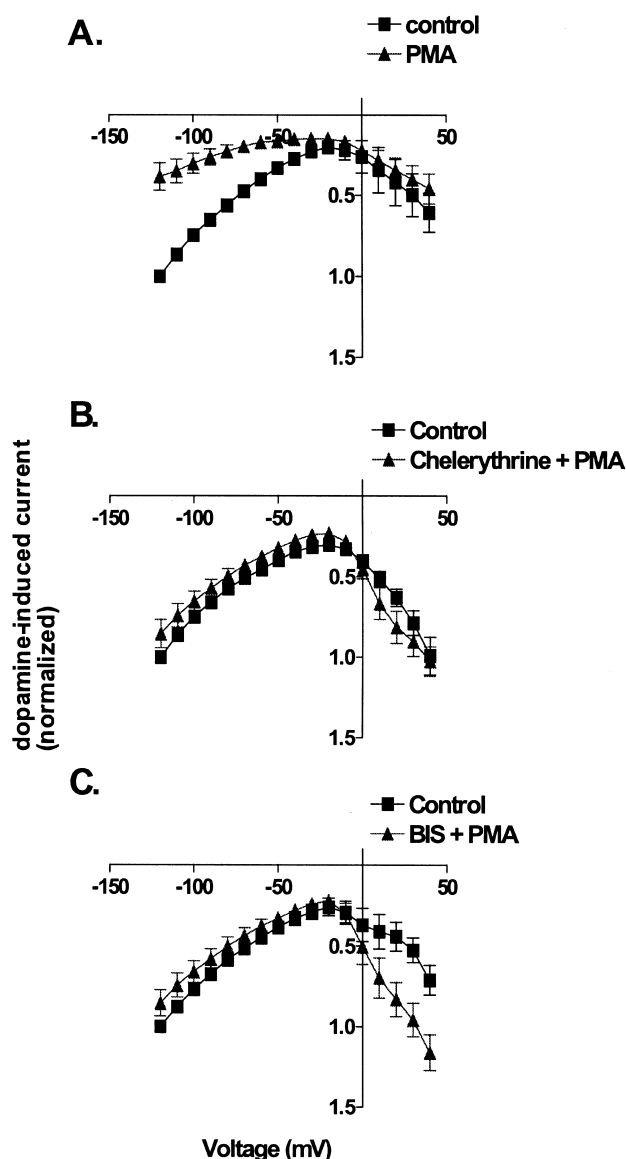 A.
control
PMA
-150
-100
-50
50
0.5
1.0
1.5
B.
Control
Chelerythrine + PMA
-150
-100
-50
50
0.5
1.0
1.5
dopamine-induced current
(normalized)
C.
Control
BIS + PMA
-150
-100
-50
50
0.5
1.0
1.5
Voltage (mV)